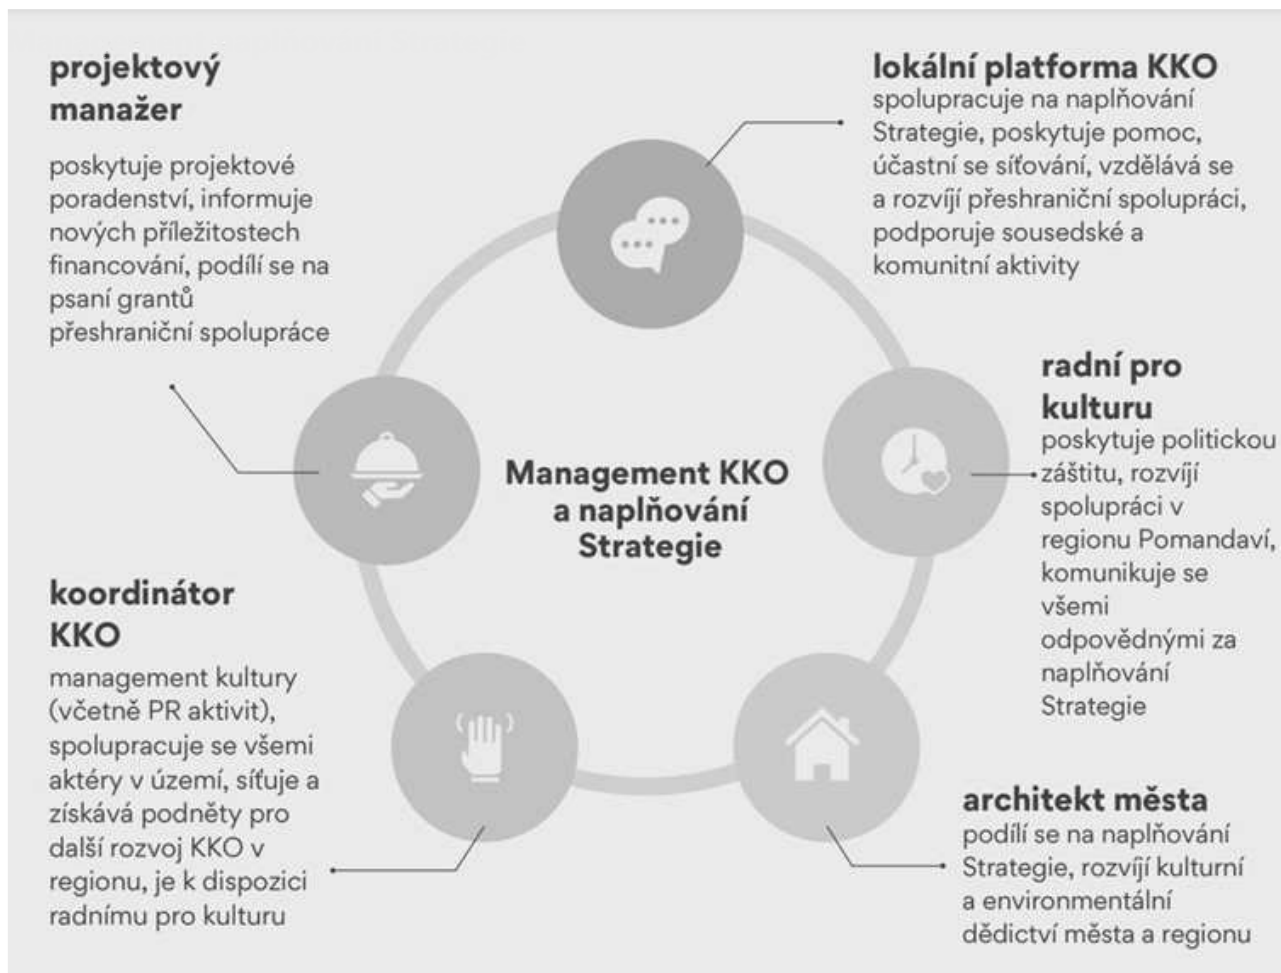 projektový
manažer
poskytuje projektové
poradenství, informuje
nových příležitostech
financování, podílí se na
psaní grantů
přeshraniční spolupráce
lokální platforma KKO
spolupracuje na naplňování
Strategie, poskytuje pomoc,
účastní se síťování, vzdělává se
a rozvíjí přeshraniční spolupráci,
podporuje sousedské a
komunitní aktivity
radní pro
kulturu
poskytuje politickou
záštitu, rozvíjí
spolupráci v
regionu Pomandaví,
komunikuje se
všemi
odpovědnými za
naplňování
Strategie
Management KKO
a naplňování
Strategie
koordinátor
KKO
management kultury
(včetně PR aktivit),
spolupracuje se všemi
aktéry v území, síťuje a
získává podněty pro
další rozvoj KKO v
regionu, je k dispozici
radnímu pro kulturu
architekt města
podílí se na naplňování
Strategie, rozvíjí kulturní
a environmentální
dědictví města a regionu